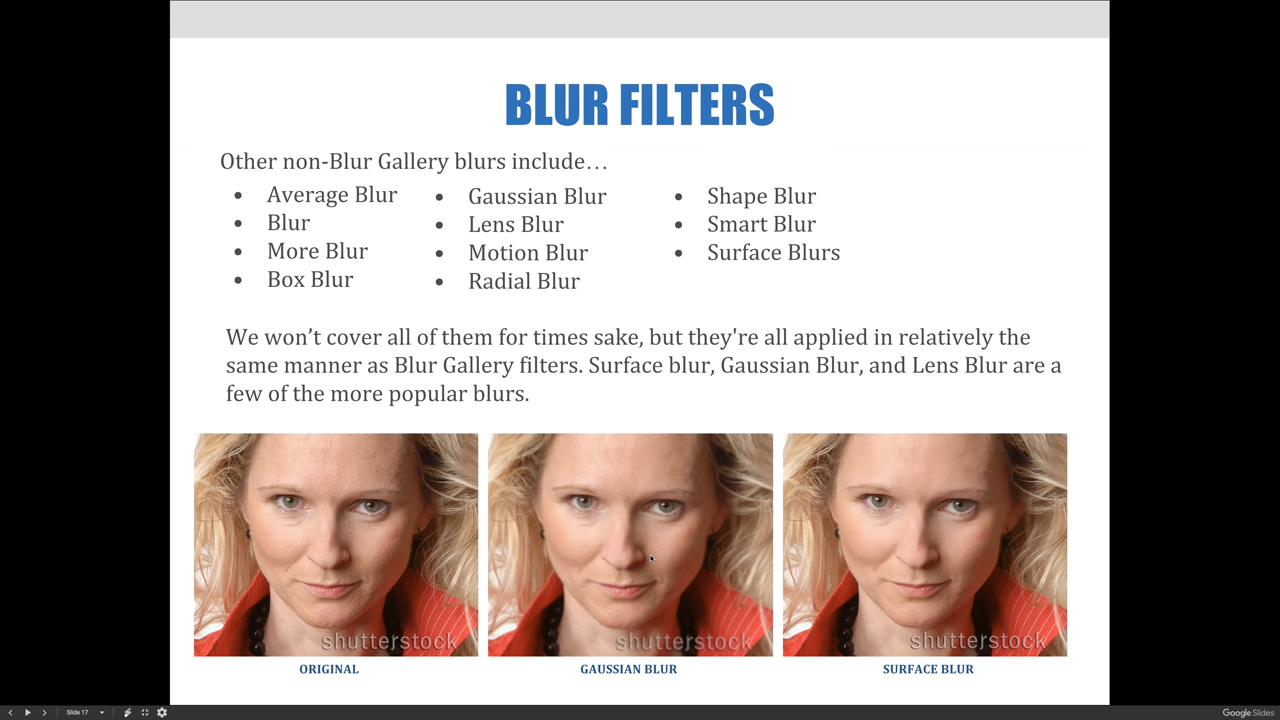 BLUR FILTERS
Other non-Blur Gallery blurs include…
• Average Blur
• Blur
• More Blur
• Box Blur
• Gaussian Blur
• Lens Blur
• Motion Blur
• Radial Blur
• Shape Blur
• Smart Blur
• Surface Blurs
We won’t cover all of them for times sake, but they're all applied in relatively the
same manner as Blur Gallery filters. Surface blur, Gaussian Blur, and Lens Blur are a
few of the more popular blurs.
shutterstock
shutterstock
shutterstock
ORIGINAL
GAUSSIAN BLUR
SURFACE BLUR
Slide 17
Google Slides